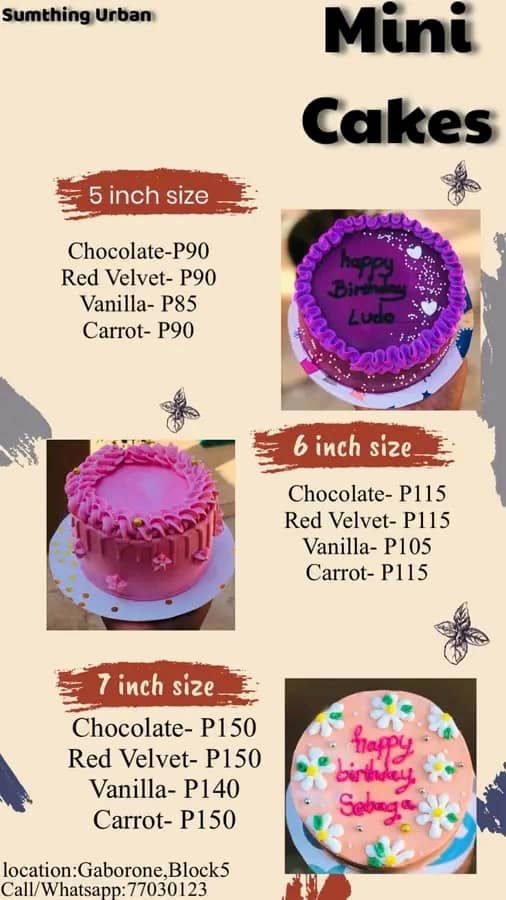 Sumthing Urban
Mini
Cakes
5 inch size
Chocolate-P90
Red Velvet- P90
Vanilla- P85
Carrot- P90
happy
Birthday
Ludo
6 inch size
Chocolate- P115
Red Velvet- P115
Vanilla- P105
Carrot- P115
7 inch size
Chocolate- P150
Red Velvet- P150
Vanilla- P140
Carrot- P150
happy
birthday
Sebaga
location:Gaborone,Block5
Call/Whatsapp:77030123